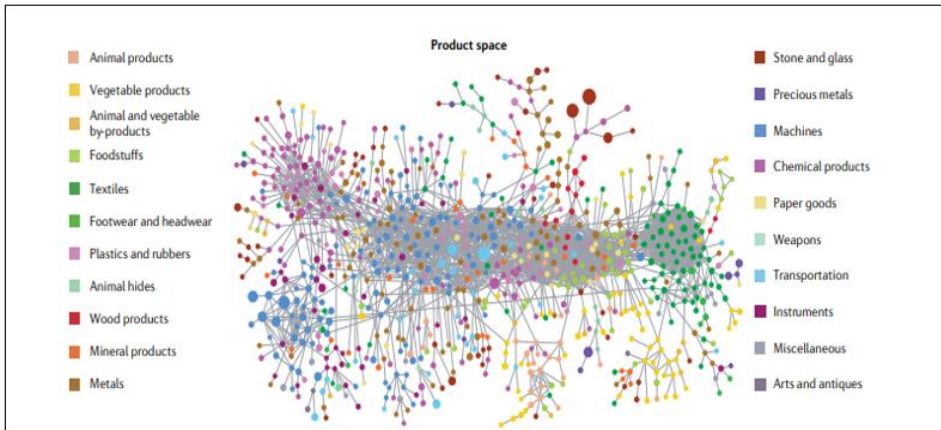 Product space
Animal products
Vegetable products
Animal and vegetable
by-products
Foodstuffs
Textiles
Footwear and headwear
Plastics and rubbers
Animal hides
Wood products
Mineral products
Metals
Stone and glass
Precious metals
Machines
Chemical products
Paper goods
Weapons
Transportation
Instruments
Miscellaneous
Arts and antiques